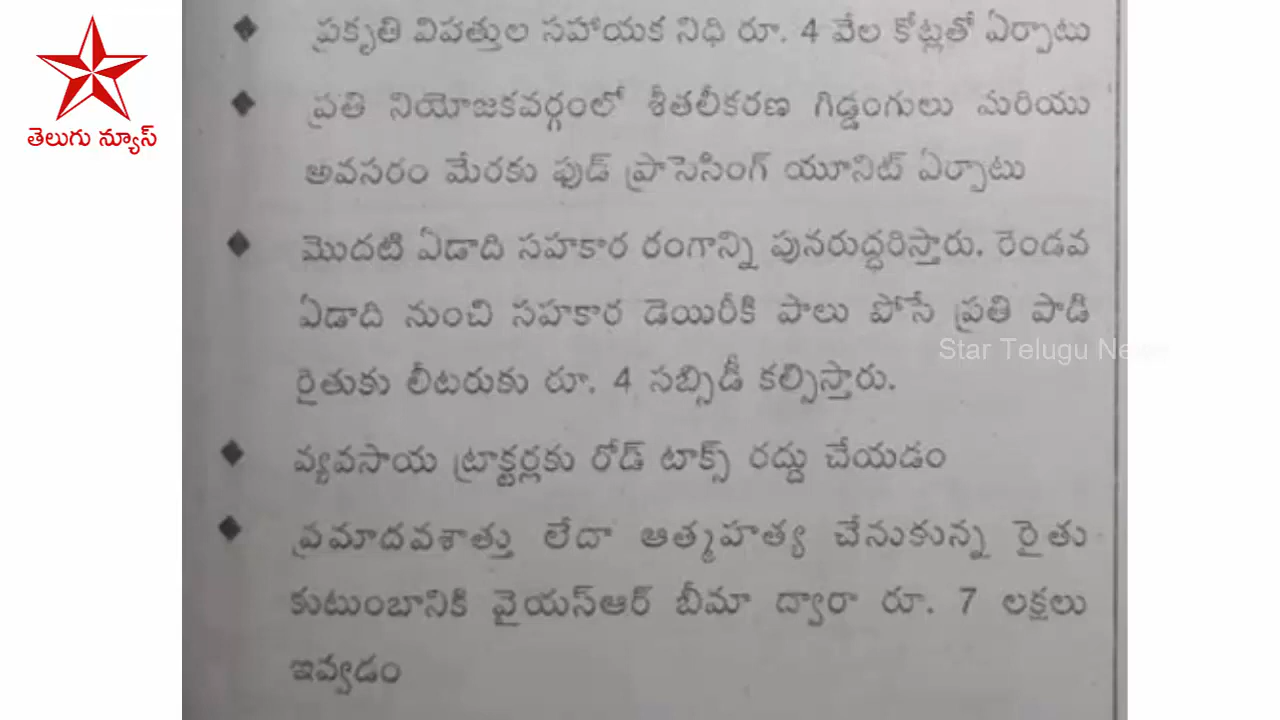 ప్రకృతి విపత్తుల సహాయక నిధి రూ. 4 వేల కోట్లతో ఏర్పాటు
ప్రతి నియోజకవర్గంలో శీతలీకరణ గిడ్డంగులు మరియు
అవసరం మేరకు ఫుడ్ ప్రాసెసింగ్ యూనిట్ ఏర్పాటు
మొదటి ఏడాది సహకార రంగాన్ని పునరుద్ధరిస్తారు. రెండవ
ఏడాది నుంచి సహకార డెయిరీకి పాలు పోసే ప్రతి పాడి
రైతుకు లీటరుకు రూ. 4 సబ్సిడీ కల్పిస్తారు.
వ్యవసాయ ట్రాక్టర్లకు రోడ్ టాక్స్ రద్దు చేయడం
ప్రమాదవశాత్తు లేదా ఆత్మహత్య చేసుకున్న రైతు
కుటుంబానికి వైయస్ఆర్ బీమా ద్వారా రూ. 7 లక్షలు
ఇవ్వడం
తెలుగు న్యూస్
Star Telugu News